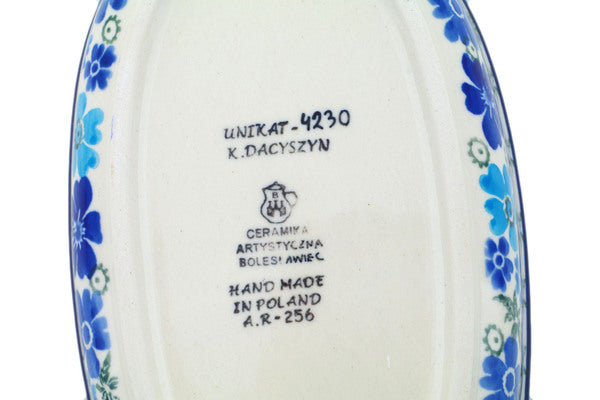 UNIKAT-4230
K. DACYSZYN
B
CERAMIKA
ARTYSTYCZNA
BOLESŁAWIEC
HAND MADE
IN POLAND
A.R-256